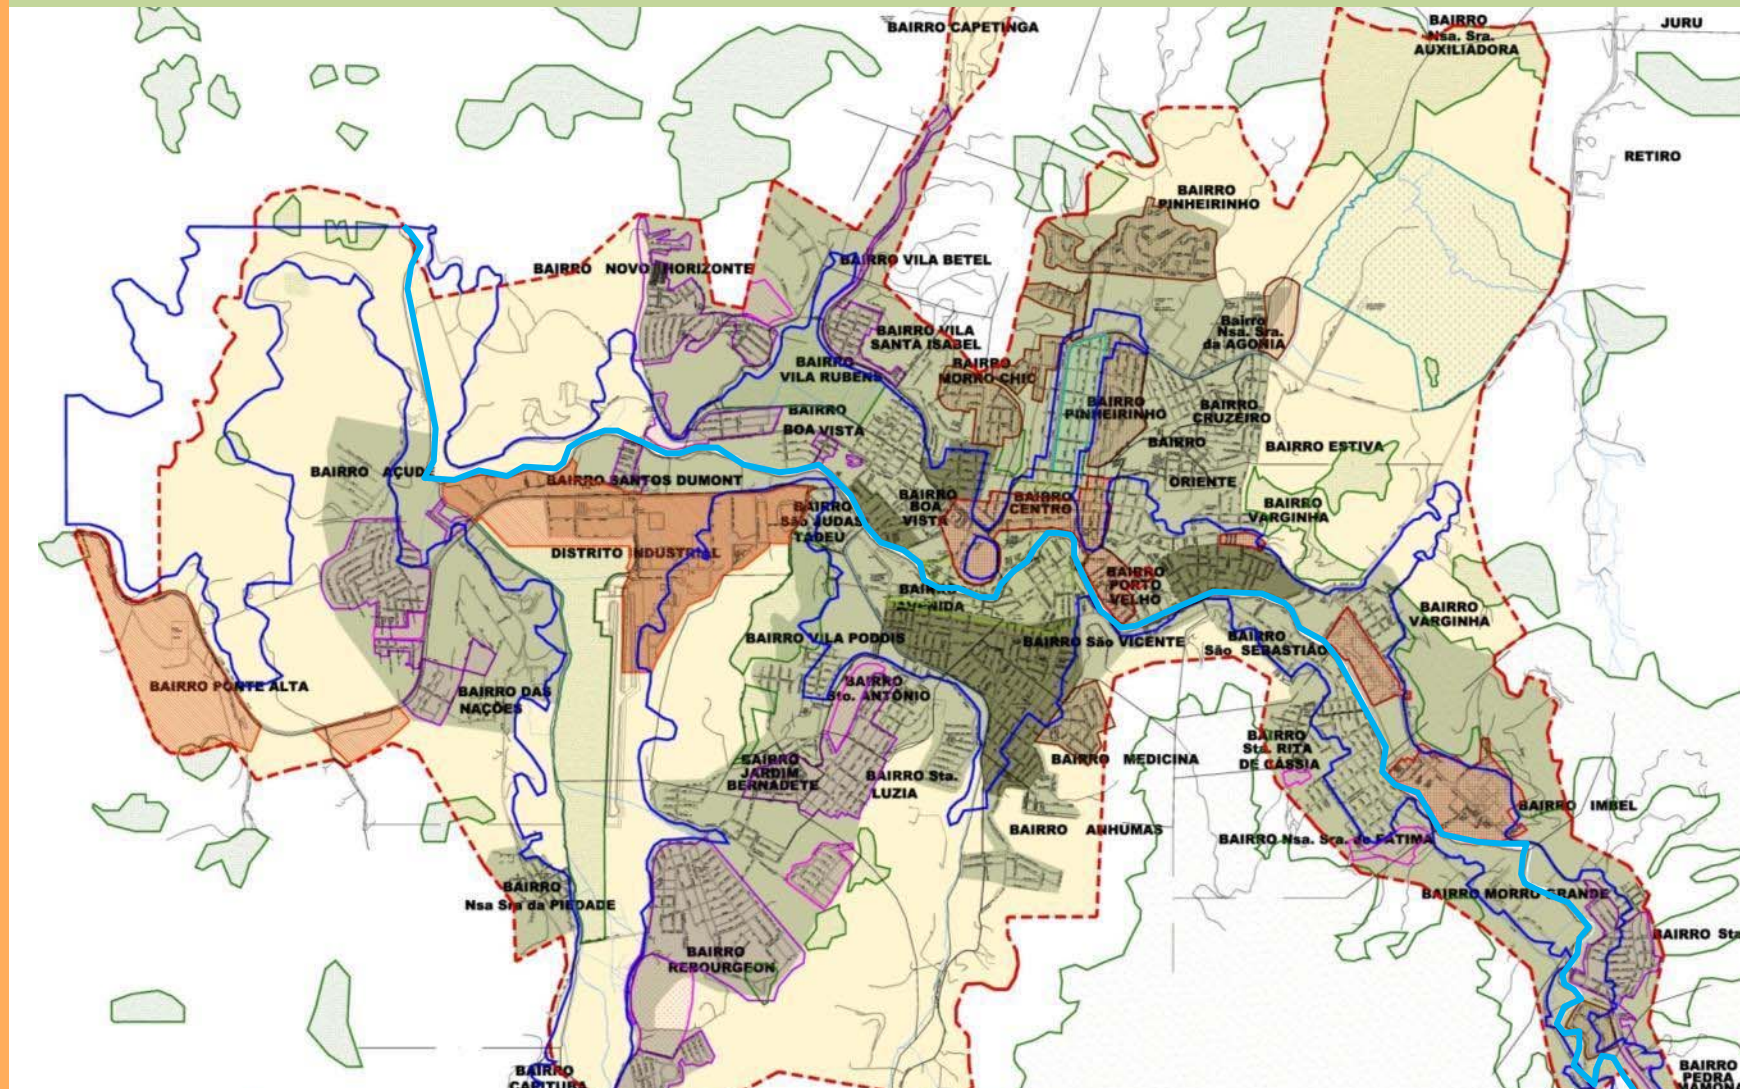 BAIRRO CAPETINGA
BAIRRO
Nsa. Sra.
AUXILIADORA
JURU
RETIRO
BAIRRO
PINHEIRINHO
BAIRRO NOVO HORIZONTE
BAIRRO VILA BETEL
BAIRRO VILA
SANTA ISABEL
Bairro
Nsa. Sra.
da AGONIA
BAIRRO
VILA RUBENS
BAIRRO
MORRO CHIC
BAIRRO
BOA VISTA
BAIRRO
PINHEIRINHO
BAIRRO
CRUZEIRO
BAIRRO
ORIENTE
BAIRRO ESTIVA
BAIRRO AÇUDE
BAIRRO SANTOS DUMONT
BAIRRO
São JUDAS
TADEU
BAIRRO
BOA
VISTA
BAIRRO
CENTRO
BAIRRO
VARGINHA
DISTRITO INDUSTRIAL
BAIRRO
AVENIDA
BAIRRO
PORTO
VELHO
BAIRRO
VARGINHA
BAIRRO VILA PODDIS
BAIRRO São VICENTE
BAIRRO
São SEBASTIÃO
BAIRRO PONTE ALTA
BAIRRO DAS
NAÇÕES
BAIRRO
Sto. ANTÔNIO
BAIRRO
JARDIM
BERNADETE
BAIRRO Sta.
LUZIA
BAIRRO MEDICINA
BAIRRO
Sta. RITA
DE CÁSSIA
BAIRRO IMBEL
BAIRRO ANHUMAS
BAIRRO Nsa. Sra. de FATIMA
BAIRRO
Nsa Sra da PIEDADE
BAIRRO MORRO GRANDE
BAIRRO Sta
BAIRRO
REBOURGEON
BAIRRO
CAPITUBA
BAIRRO
PEDRA
MAMONA